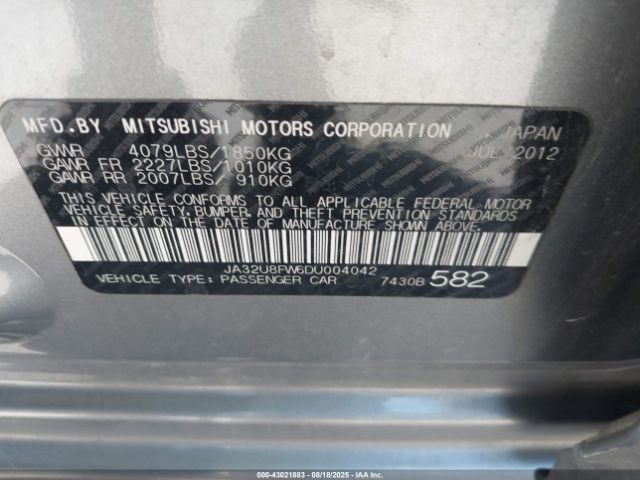 MFD.BY MITSUBISHI MOTORS CORPORATION JAPAN
GVWR 4079LBS/1850KG JUL 2012
GAWR FR 2227LBS/1010KG
GAWR RR 2007LBS/ 910KG
THIS VEHICLE CONFORMS TO ALL APPLICABLE FEDERAL MOTOR
VEHICLE SAFETY, BUMPER, AND THEFT PREVENTION STANDARDS
IN EFFECT ON THE DATE OF MANUFACTURE SHOWN ABOVE.
JA32U8FW6DU004042
VEHICLE TYPE: PASSENGER CAR 7430B 582
000-43021883 - 08/18/2025 - IAA Inc.